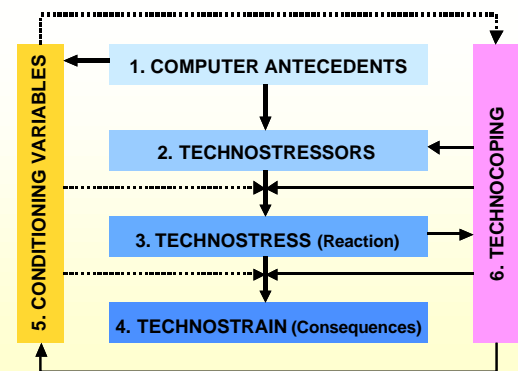 1. COMPUTER ANTECEDENTS
2. TECHNOSTRESSORS
3. TECHNOSTRESS (Reaction)
4. TECHNOSTRAIN (Consequences)
5. CONDITIONING VARIABLES
6. TECHNOCOPING